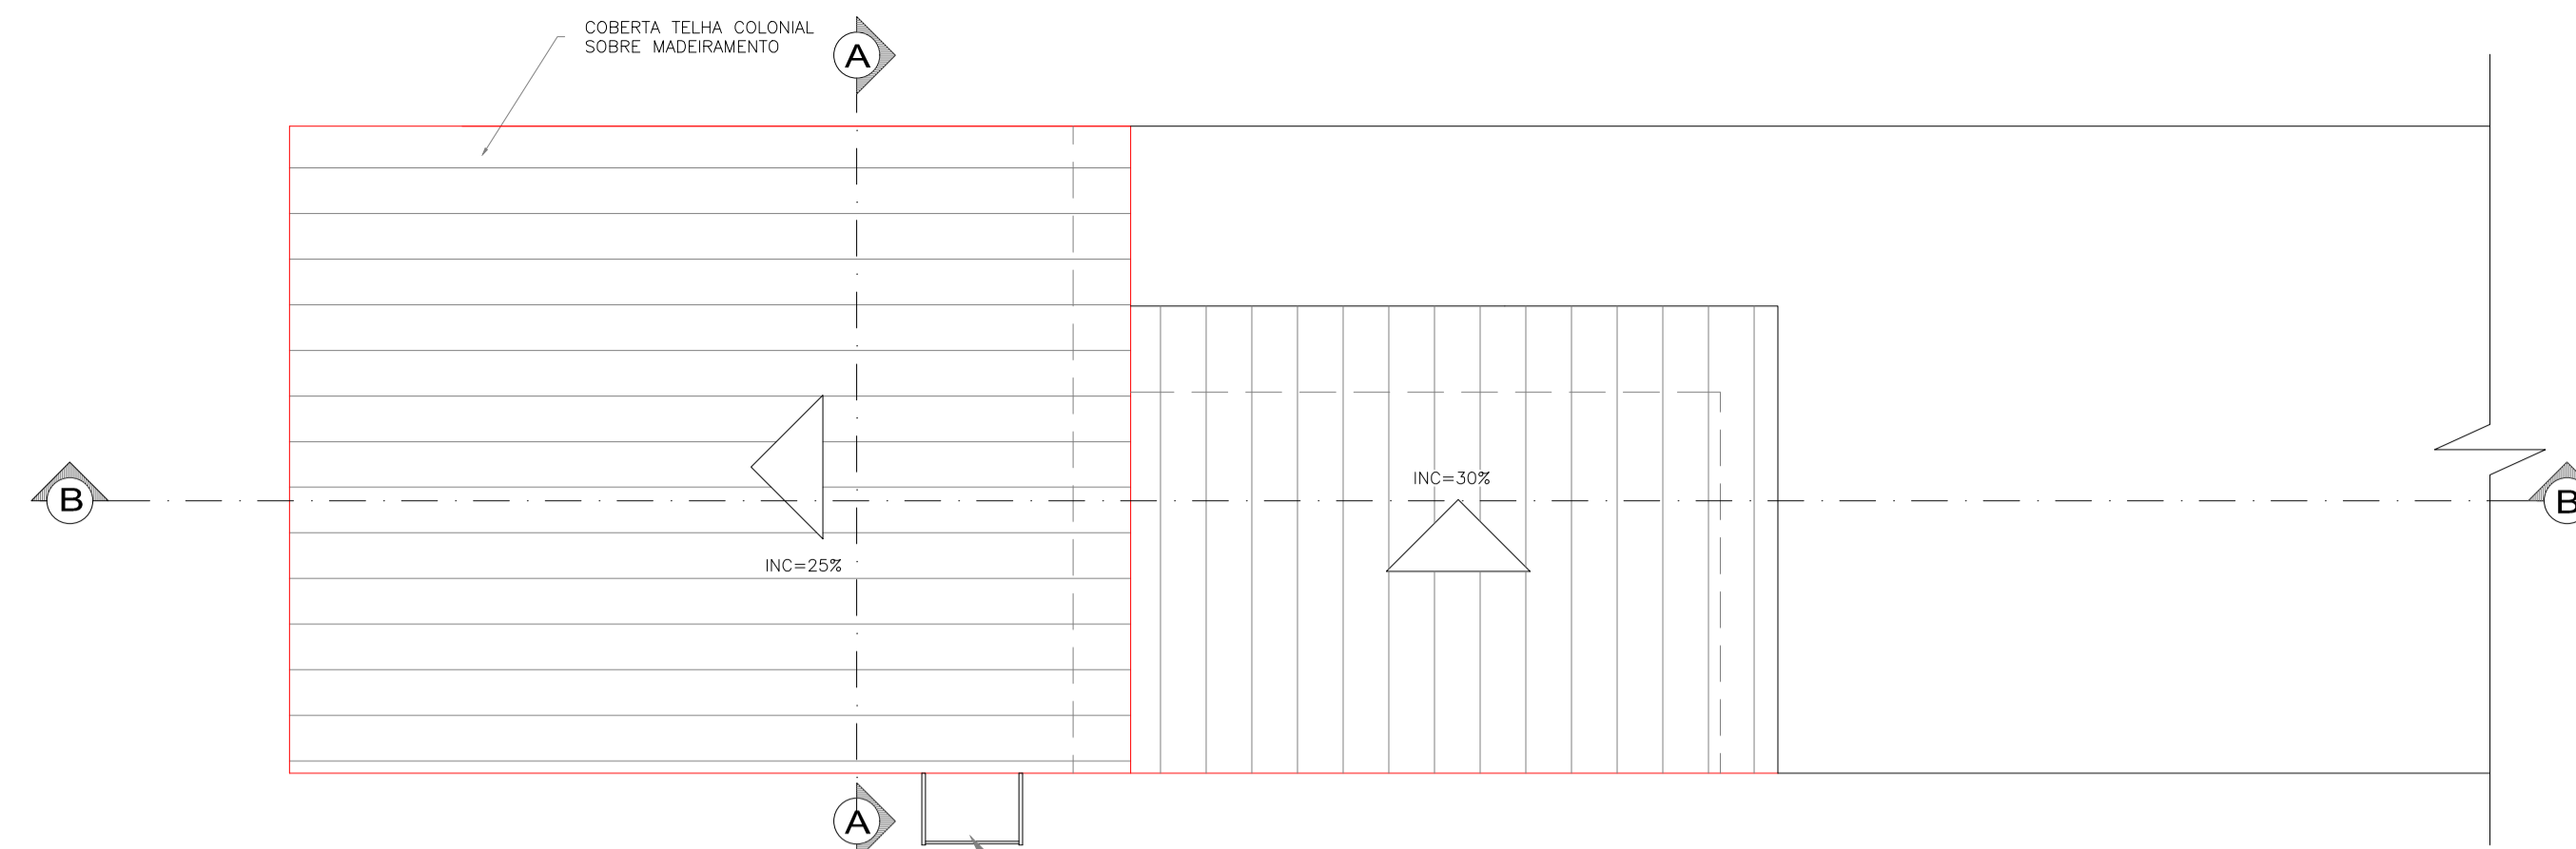 COBERTA TELHA COLONIAL
SOBRE MADEIRAMENTO
A
B
INC=30%
B
INC=25%
A